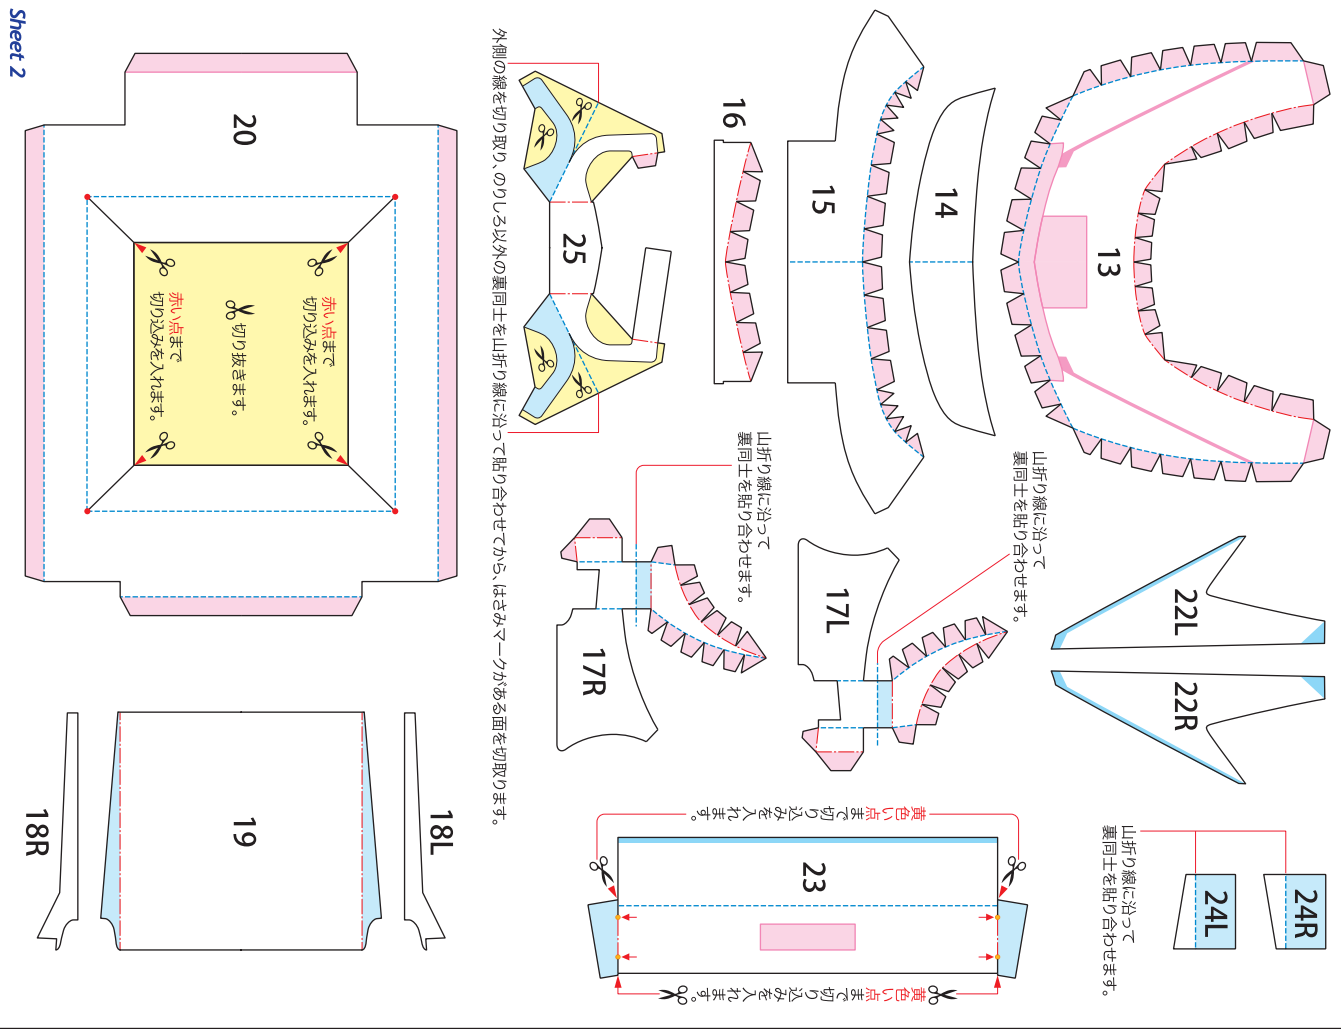 Sheet 2
13
14
15
16
山折り線に沿って
裏同士を貼り合わせます。
17L
山折り線に沿って
裏同士を貼り合わせます。
17R
18L
18R
19
20
赤い点まで
切り込みを入れます。
切り抜きます。
赤い点まで
切り込みを入れます。
22L
22R
23
黄色い点まで切り込みを入れます。
黄色い点まで切り込みを入れます。
24R
24L
山折り線に沿って
裏同士を貼り合わせます。
25
外側の線を切り取り、のりしろ以外の裏同士を山折り線に沿って貼り合わせてから、はさみマークがある面を切取ります。